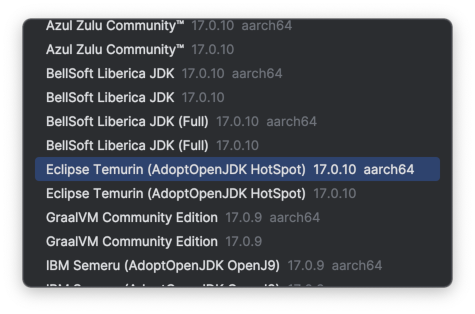 Azul Zulu Community™ 17.0.10 aarch64
Azul Zulu Community™ 17.0.10
BellSoft Liberica JDK 17.0.10 aarch64
BellSoft Liberica JDK 17.0.10
BellSoft Liberica JDK (Full) 17.0.10 aarch64
BellSoft Liberica JDK (Full) 17.0.10
Eclipse Temurin (AdoptOpenJDK HotSpot) 17.0.10 aarch64
Eclipse Temurin (AdoptOpenJDK HotSpot) 17.0.10
GraalVM Community Edition 17.0.9 aarch64
GraalVM Community Edition 17.0.9
IBM Semeru (AdoptOpenJDK OpenJ9) 17.0.9 aarch64